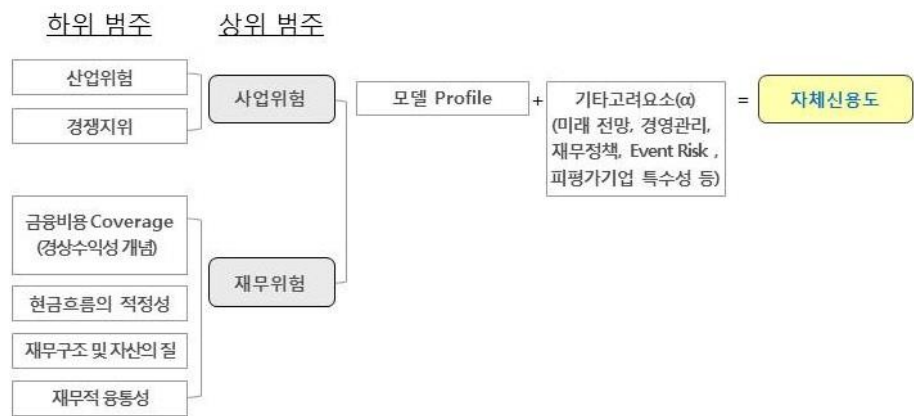 하위 범주
상위 범주
산업위험
경쟁지위
사업위험
모델 Profile
+
기타고려요소(α)
(미래 전망, 경영관리,
재무정책, Event Risk ,
피평가기업 특수성 등)
=
자체신용도
금융비용 Coverage
(경상수익성 개념)
현금흐름의 적정성
재무구조 및 자산의 질
재무적 융통성
재무위험